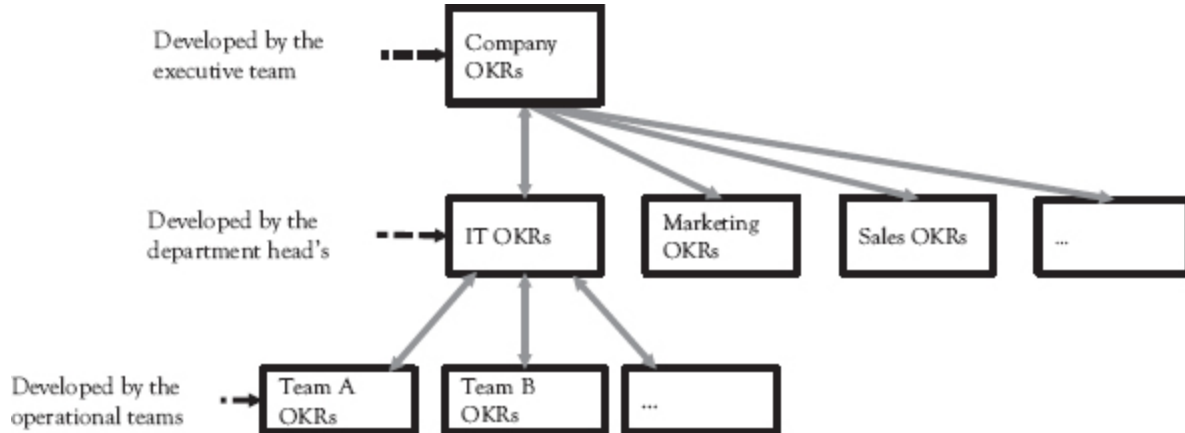 Developed by the
executive team
Company
OKRs
Developed by the
department head's
IT OKRs
Marketing
OKRs
Sales OKRs
...
Developed by the
operational teams
Team A
OKRs
Team B
OKRs
...